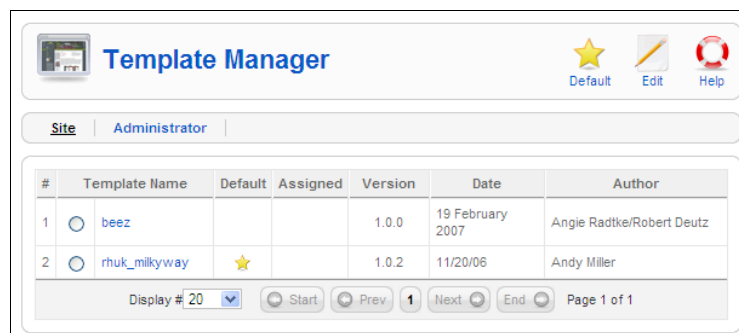 Template Manager
Default Edit Help
Site Administrator
# Template Name Default Assigned Version Date Author
1 beez 1.0.0 19 February 2007 Angie Radtke/Robert Deutz
2 rhuk_milkyway 1.0.2 11/20/06 Andy Miller
Display # 20 Start Prev 1 Next End Page 1 of 1